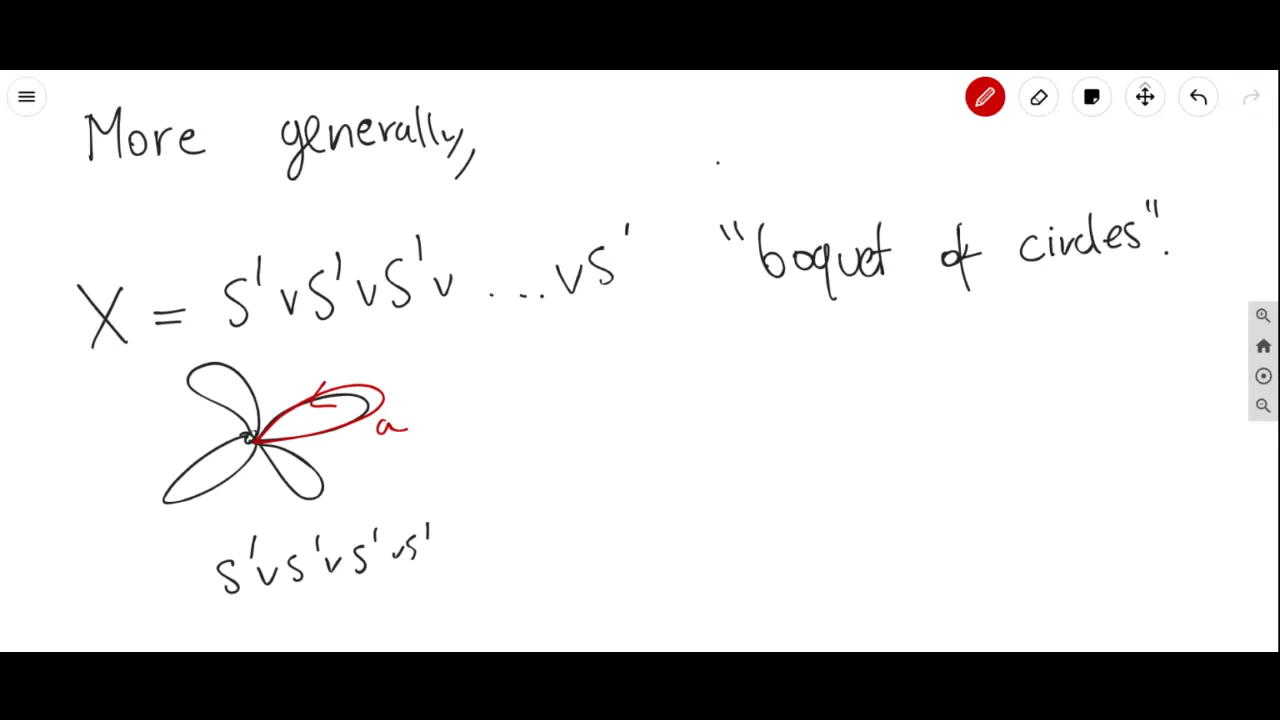 More generally,
X = S¹ v S¹ v S¹ v ... v S¹ "boquet of circles".
a
S¹ v S¹ v S¹ v S¹